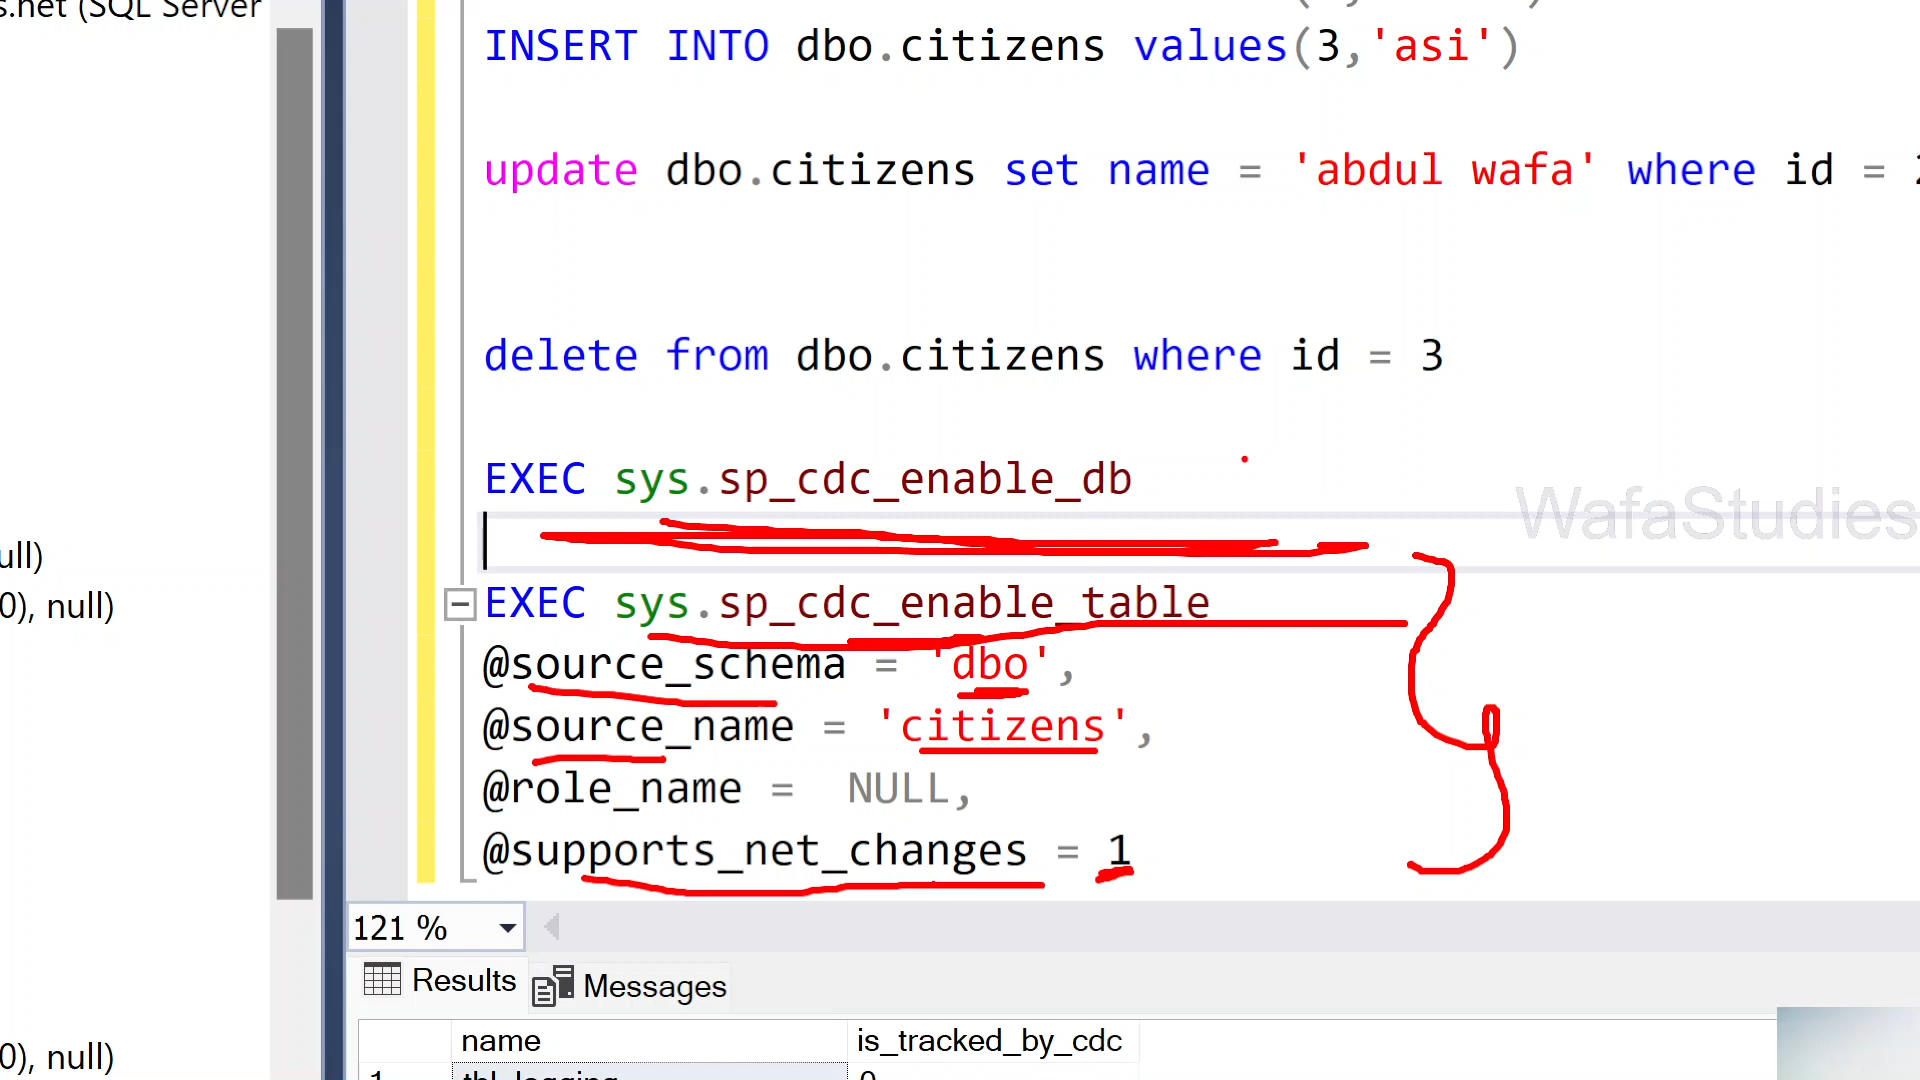 s.net (SQL Server
INSERT INTO dbo.citizens values(3,'asi')
update dbo.citizens set name = 'abdul wafa' where id =
delete from dbo.citizens where id = 3
EXEC sys.sp_cdc_enable_db
WafaStudies
ull)
EXEC sys.sp_cdc_enable_table
0), null)
@source_schema = 'dbo',
@source_name = 'citizens',
@role_name = NULL,
@supports_net_changes = 1
121 %
Results Messages
name is_tracked_by_cdc
0), null)